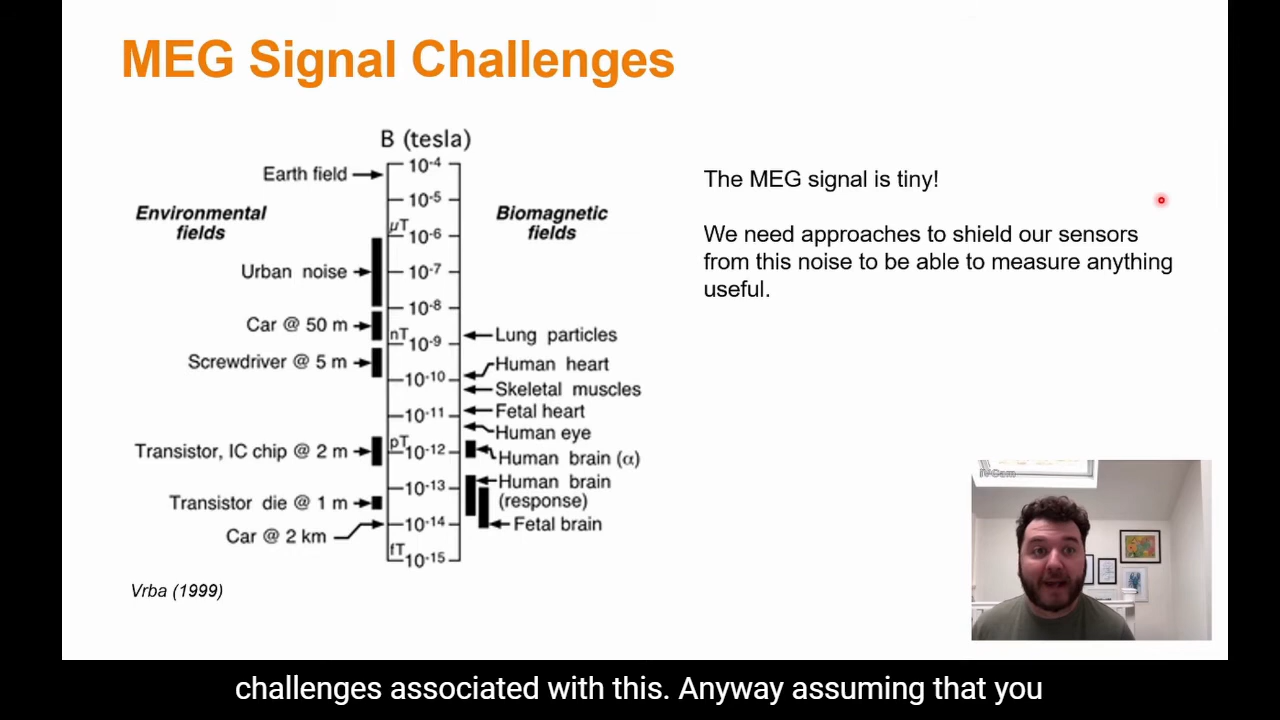 MEG Signal Challenges
B (tesla)
Earth field
Environmental
fields
Urban noise
Car @ 50 m
Screwdriver @ 5 m
Transistor, IC chip @ 2 m
Transistor die @ 1 m
Car @ 2 km
10-4
10-5
μT
10-6
10-7
10-8
nT
10-9
10-10
10-11
pT
10-12
10-13
10-14
fT
10-15
Biomagnetic
fields
Lung particles
Human heart
Skeletal muscles
Fetal heart
Human eye
Human brain (α)
Human brain
(response)
Fetal brain
Vrba (1999)
The MEG signal is tiny!
We need approaches to shield our sensors
from this noise to be able to measure anything
useful.
challenges associated with this. Anyway assuming that you